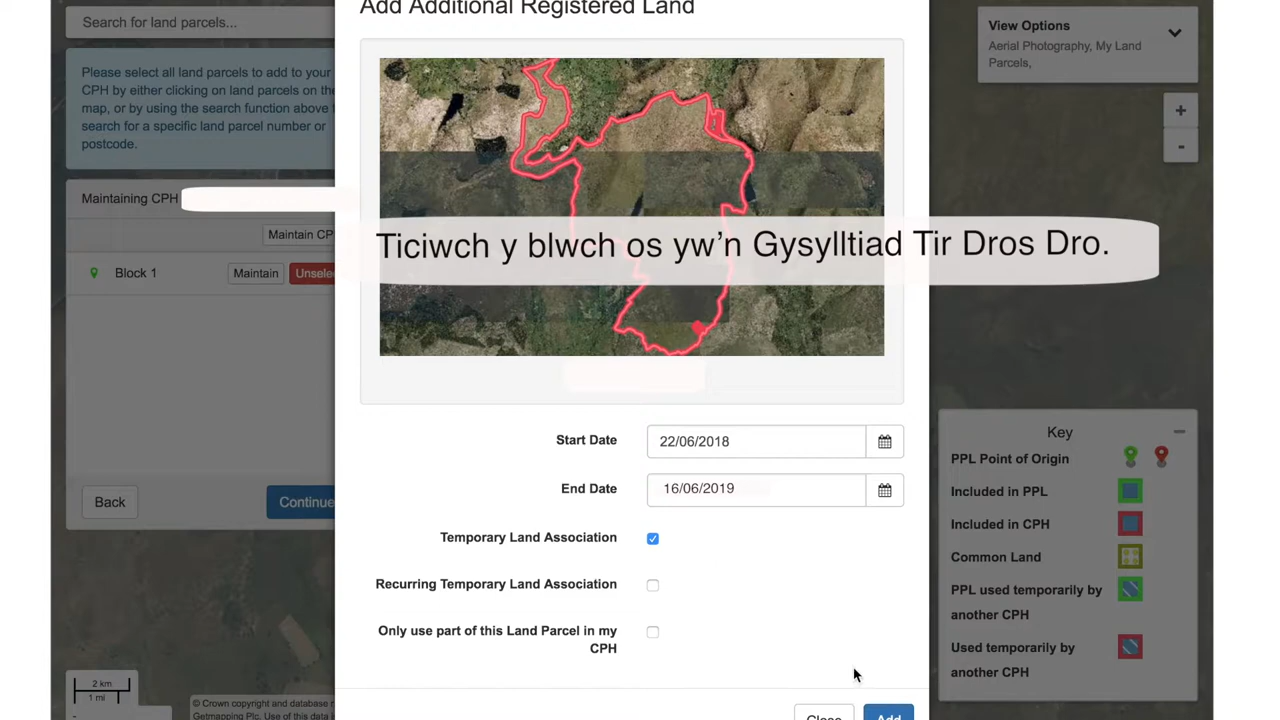 Add Additional Registered Land
Search for land parcels...
Please select all land parcels to add to your
CPH by either clicking on land parcels on the
map, or by using the search function above
search for a specific land parcel number or
postcode.
Maintaining CPH
Maintain CP
Block 1
Maintain
Unsele
Back
Continue
2 km
1 mi
© Crown copyright and database r
Getmapping Plc. Use of this data i
Ticiwch y blwch os yw’n Gysylltiad Tir Dros Dro.
Start Date
22/06/2018
End Date
16/06/2019
Temporary Land Association
Recurring Temporary Land Association
Only use part of this Land Parcel in my
CPH
Close
Add
View Options
Aerial Photography, My Land
Parcels,
+
-
Key
PPL Point of Origin
Included in PPL
Included in CPH
Common Land
PPL used temporarily by
another CPH
Used temporarily by
another CPH